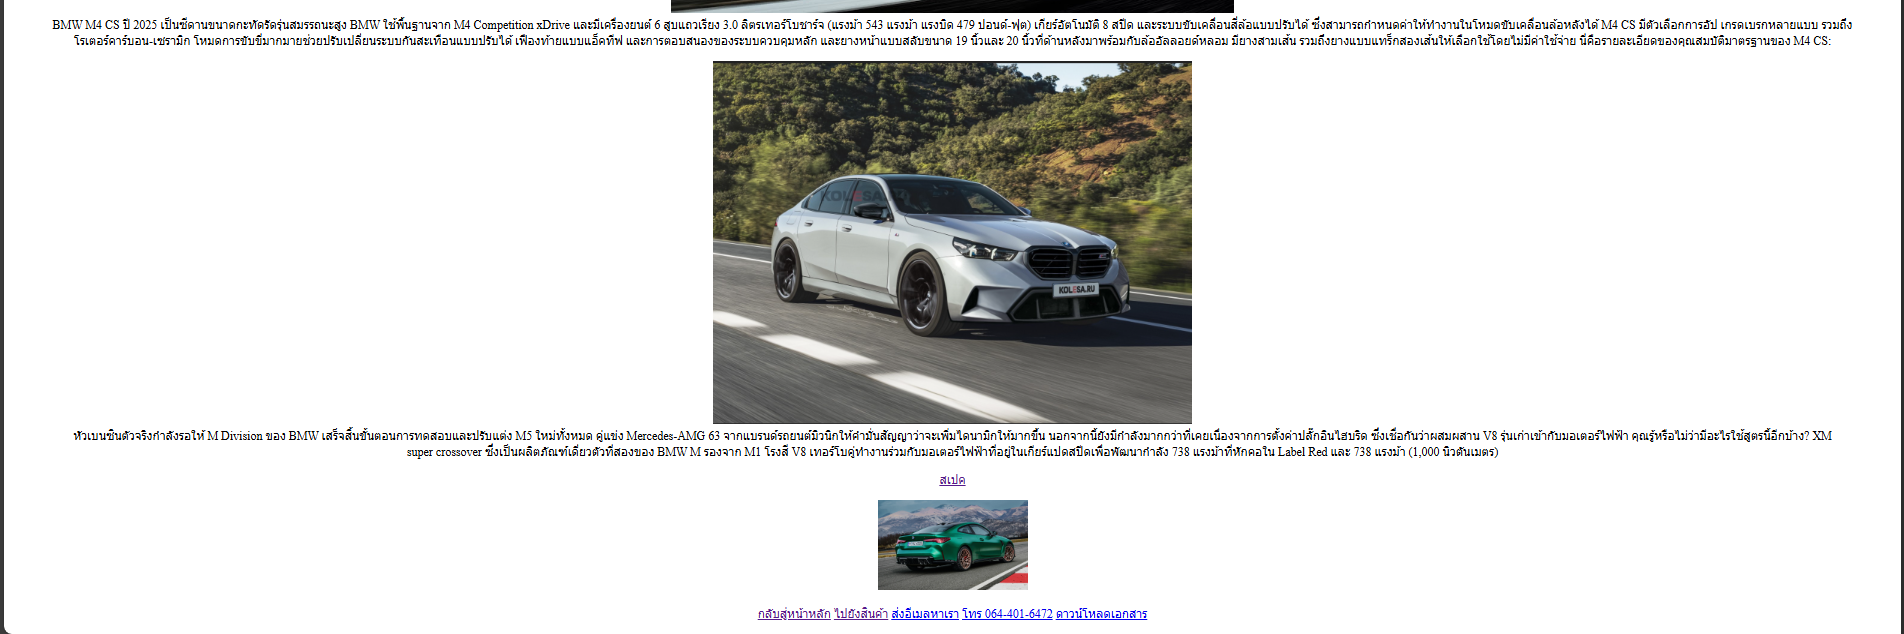 BMW M4 CS ปี 2025 เป็นซีดานขนาดกะทัดรัดรุ่นสมรรถนะสูง BMW ใช้พื้นฐานจาก M4 Competition xDrive และมีเครื่องยนต์ 6 สูบแถวเรียง 3.0 ลิตรเทอร์โบชาร์จ (แรงม้า 543 แรงม้า แรงบิด 479 ปอนด์-ฟุต) เกียร์อัตโนมัติ 8 สปีด และระบบขับเคลื่อนสี่ล้อแบบปรับได้ ซึ่งสามารถกำหนดค่าให้ทำงานในโหมดขับเคลื่อนล้อหลังได้ M4 CS มีตัวเลือกการอัป เกรดเบรกหลายแบบ รวมถึง
โรเตอร์คาร์บอน-เซรามิก โหมดการขับขี่มากมายช่วยปรับเปลี่ยนระบบกันสะเทือนแบบปรับได้ เฟืองท้ายแบบแอ็คทีฟ และการตอบสนองของระบบควบคุมหลัก และยางหน้าแบบสลับขนาด 19 นิ้วและ 20 นิ้วที่ด้านหลังมาพร้อมกับล้ออัลลอยด์หลอม มียางสามเส้น รวมถึงยางแบบแทร็กสองเส้นให้เลือกใช้โดยไม่มีค่าใช้จ่าย นี่คือรายละเอียดของคุณสมบัติมาตรฐานของ M4 CS:
KOLESA.RU
KOLESA.RU
หัวเบนซินตัวจริงกำลังรอให้ M Division ของ BMW เสร็จสิ้นขั้นตอนการทดสอบและปรับแต่ง M5 ใหม่ทั้งหมด คู่แข่ง Mercedes-AMG 63 จากแบรนด์รถยนต์มิวนิกให้คำมั่นสัญญาว่าจะเพิ่มไดนามิกให้มากขึ้น นอกจากนี้ยังมีกำลังมากกว่าที่เคยเนื่องจากการตั้งค่าปลั๊กอินไฮบริด ซึ่งเชื่อกันว่าผสมผสาน V8 รุ่นเก่าเข้ากับมอเตอร์ไฟฟ้า คุณรู้หรือไม่ว่ามีอะไรใช้สูตรนี้อีกบ้าง? XM
super crossover ซึ่งเป็นผลิตภัณฑ์เดี่ยวตัวที่สองของ BMW M รองจาก M1 โรงสี V8 เทอร์โบคู่ทำงานร่วมกับมอเตอร์ไฟฟ้าที่อยู่ในเกียร์แปดสปีดเพื่อพัฒนากำลัง 738 แรงม้าที่หักคอใน Label Red และ 738 แรงม้า (1,000 นิวตันเมตร)
สเปค
กลับสู่หน้าหลัก ไปยังสินค้า ส่งอีเมลหาเรา โทร 064-401-6472 ดาวน์โหลดเอกสาร